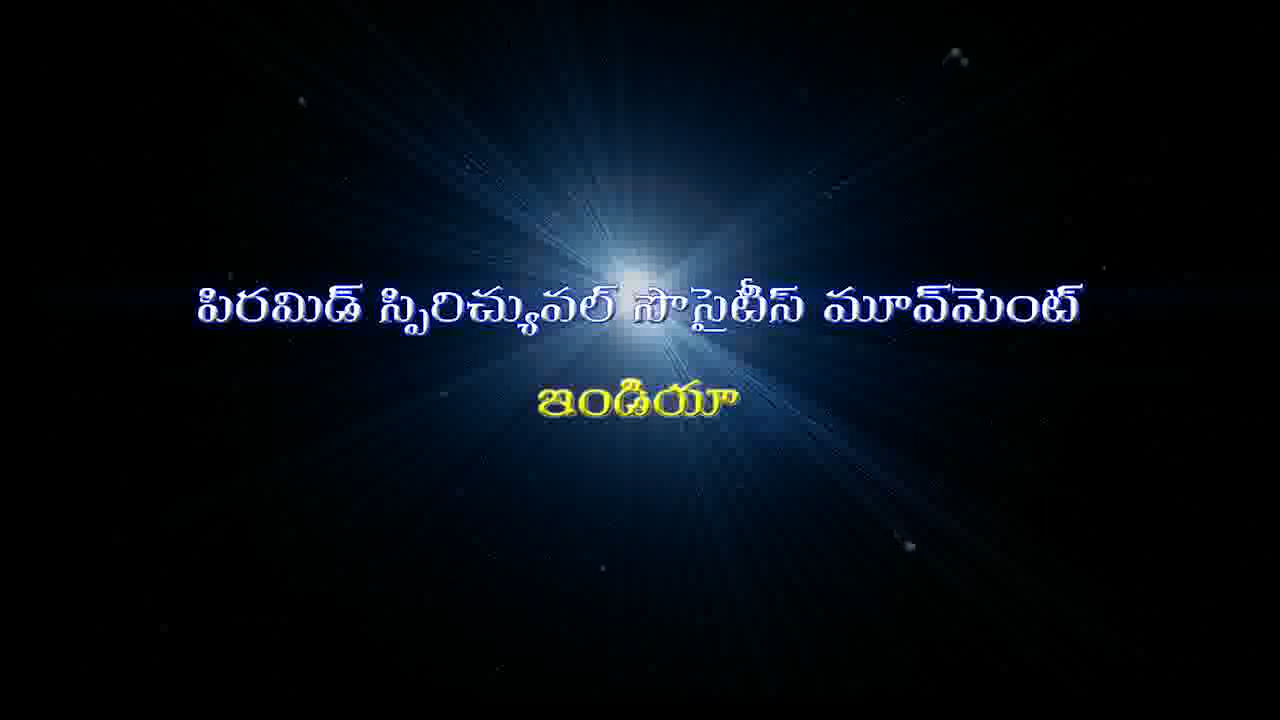 పిరమిడ్ స్పిరిచ్యువల్ సొసైటీస్ మూవ్‌మెంట్
ఇండియా